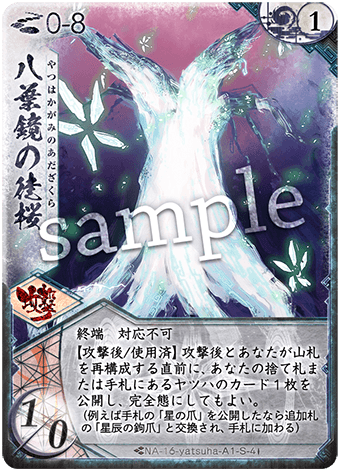 0-8
1
八葉鏡の徒桜
やつはかがみのあだざくら
sample
攻撃
終端　対応不可
【攻撃後/使用済】攻撃後とあなたが山札
を再構成する直前に、あなたの捨て札ま
たは手札にあるヤツハのカード1枚を
公開し、完全態にしてもよい。
（例えば手札の「星の爪」を公開したなら追加札
の「星辰の鉤爪」と交換され、手札に加わる）
1/0
NA-16-yatsuha-A1-S-4